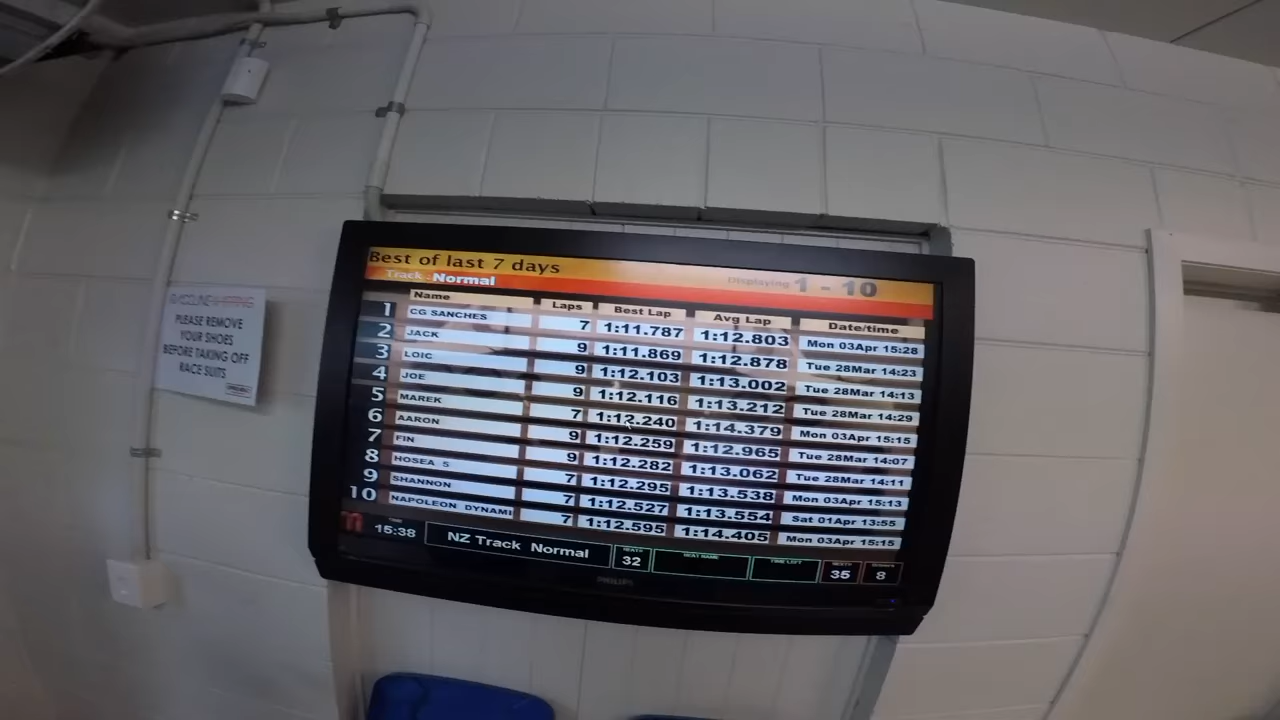 PLEASE REMOVE
YOUR SHOES
BEFORE TAKING OFF
RACE SUITS
Best of last 7 days
Track: Normal Displaying 1 - 10
Name Laps Best Lap Avg Lap Date/time
1 CG SANCHES 7 1:11.787 1:12.803 Mon 03Apr 15:28
2 JACK 9 1:11.869 1:12.878 Tue 28Mar 14:23
3 LOIC 9 1:12.103 1:13.002 Tue 28Mar 14:13
4 JOE 9 1:12.116 1:13.212 Tue 28Mar 14:29
5 MAREK 7 1:12.240 1:14.379 Mon 03Apr 15:15
6 AARON 9 1:12.259 1:12.965 Tue 28Mar 14:07
7 FIN 9 1:12.282 1:13.062 Tue 28Mar 14:11
8 HOSEA S 7 1:12.295 1:13.538 Mon 03Apr 15:13
9 SHANNON 7 1:12.527 1:13.554 Sat 01Apr 13:55
10 NAPOLEON DYNAMI 7 1:12.595 1:14.405 Mon 03Apr 15:15
TIME HEAT# HEAT NAME TIME LEFT NEXT#
15:38 NZ Track Normal 32 35 8
PHILIPS